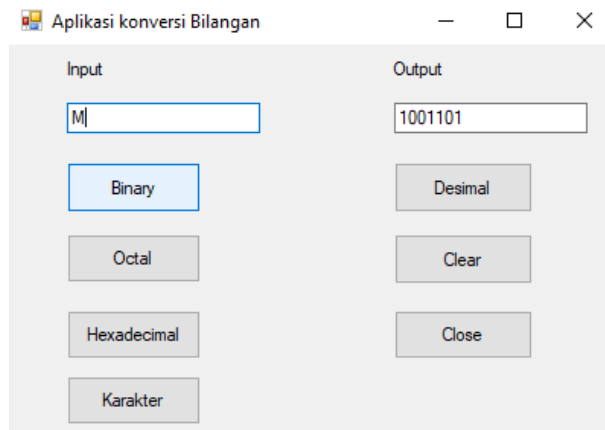 Aplikasi konversi Bilangan
Input Output
M 1001101
Binary Desimal
Octal Clear
Hexadecimal Close
Karakter